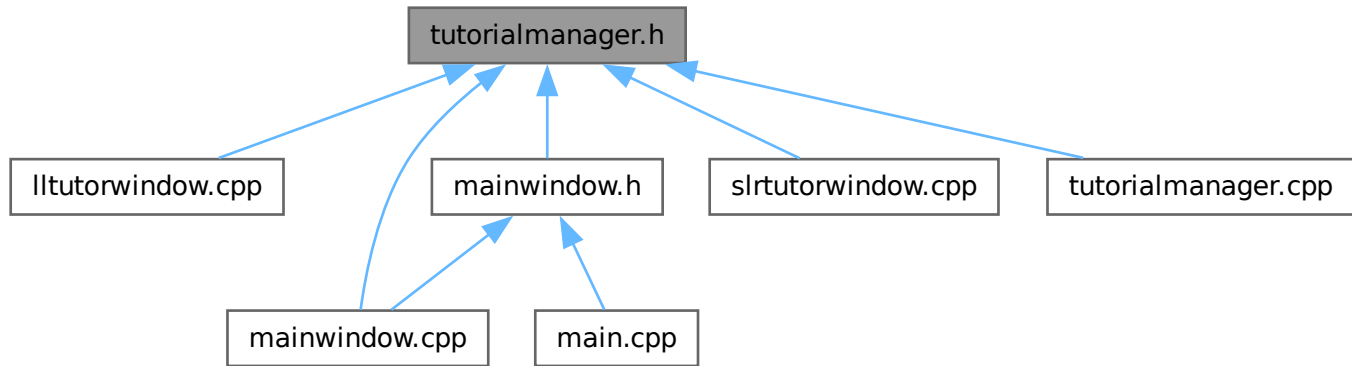 tutorialmanager.h
lltutorwindow.cpp
mainwindow.h
slrtutorwindow.cpp
tutorialmanager.cpp
mainwindow.cpp
main.cpp